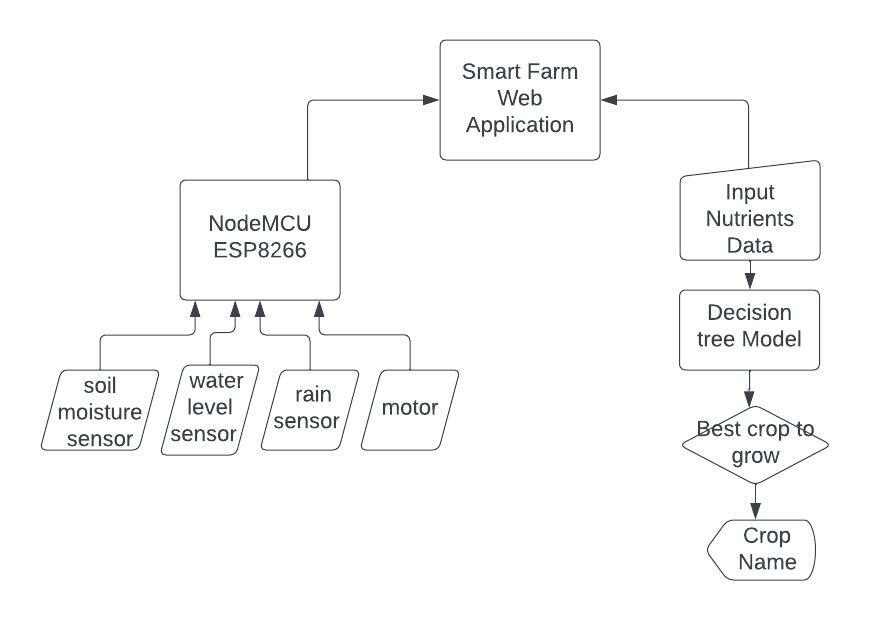 Smart Farm
Web
Application
NodeMCU
ESP8266
soil
moisture
sensor
water
level
sensor
rain
sensor
motor
Input
Nutrients
Data
Decision
tree Model
Best crop to
grow
Crop
Name